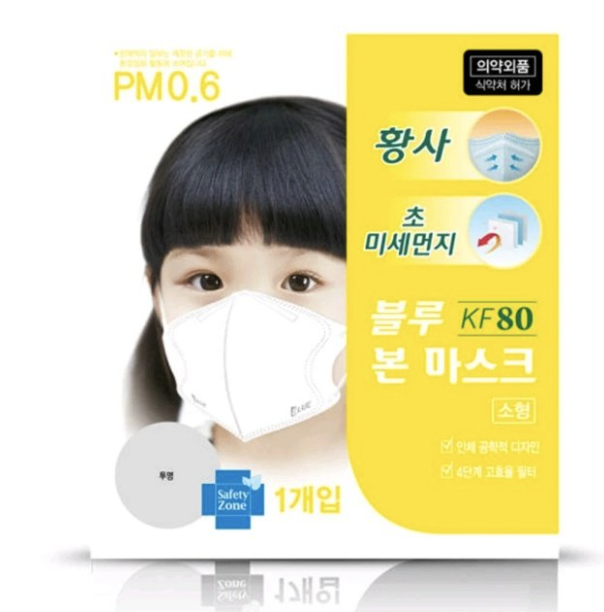 PM0.6
의약외품
식약처 허가
황사
초
미세먼지
블루 KF80
본 마스크
소형
인체 공학적 디자인
4단계 고효율 필터
BLUE
투명
Safety
Zone
1개입